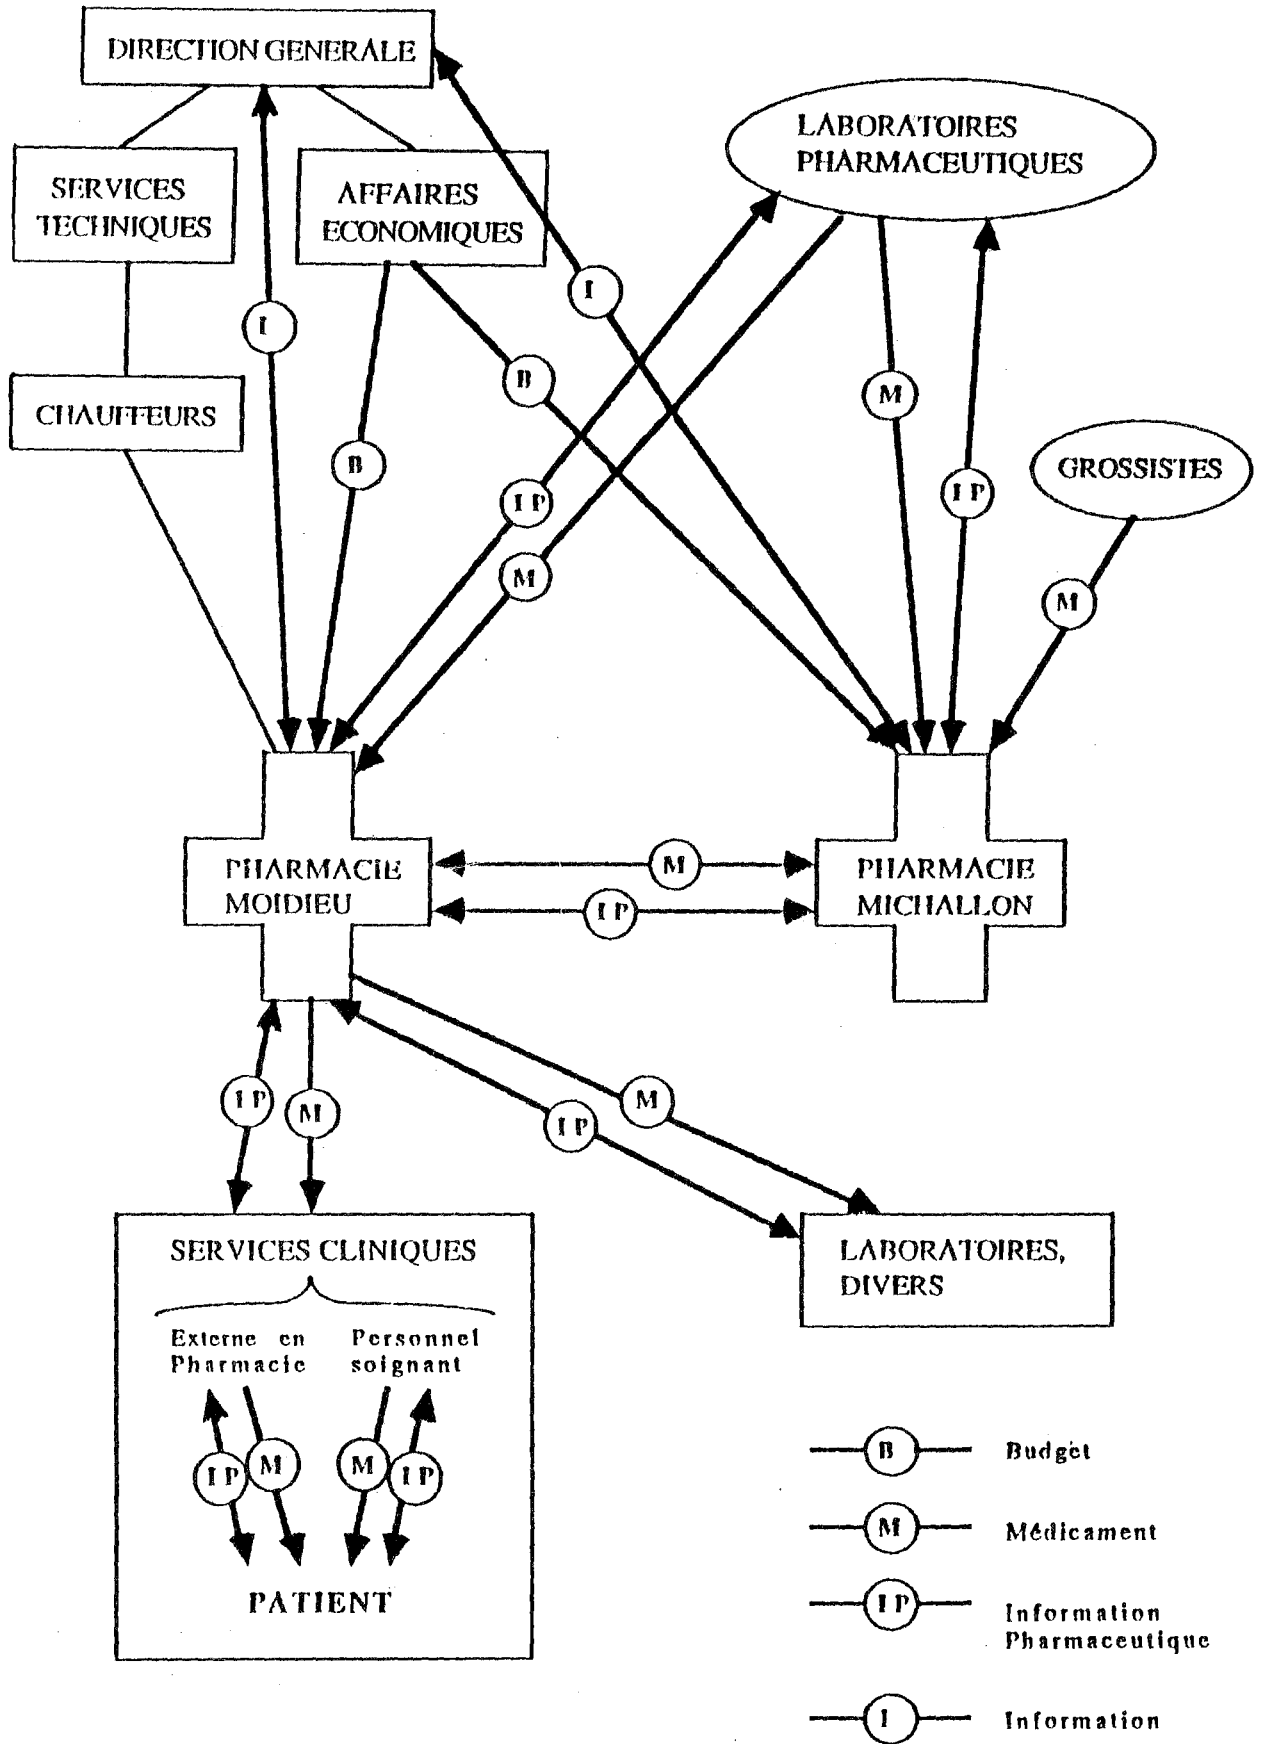 DIRECTION GENERALE
LABORATOIRES
PHARMACEUTIQUES
SERVICES
TECHNIQUES
AFFAIRES
ECONOMIQUES
I
I
B
M
CHAUFFEURS
B
GROSSISTES
I P
I P
M
M
PHARMACIE
MOIDIEU
M
I P
PHARMACIE
MICHALLON
I P
M
M
I P
SERVICES CLINIQUES
Externe en
Pharmacie
Personnel
soignant
I P
M
M
I P
PATIENT
LABORATOIRES,
DIVERS
B Budget
M Médicament
I P Information
Pharmaceutique
I Information